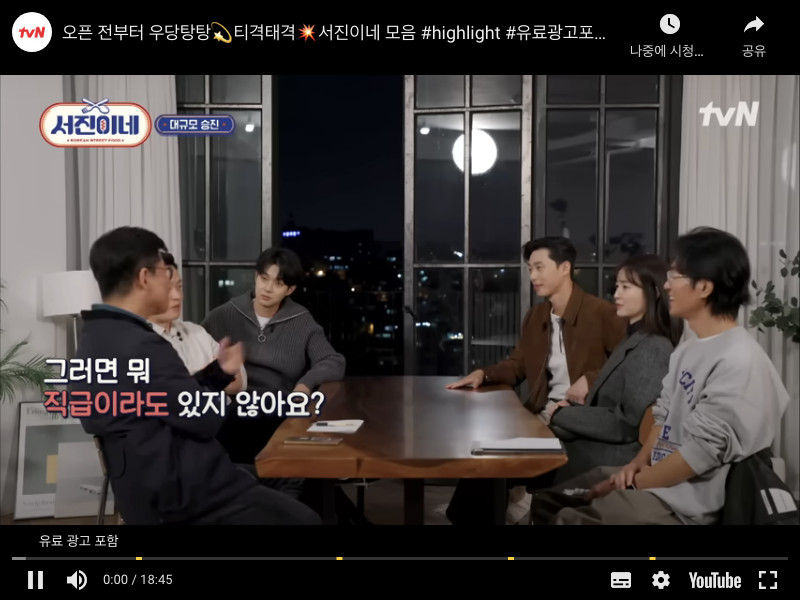 tvN
오픈 전부터 우당탕탕💫티격태격💥서진이네 모음 #highlight #유료광고포...
나중에 시청...
공유
서진이네
KOREAN STREET FOOD
대규모 승진
tvN
그러면 뭐
직급이라도 있지 않아요?
유료 광고 포함
0:00 / 18:45
YouTube